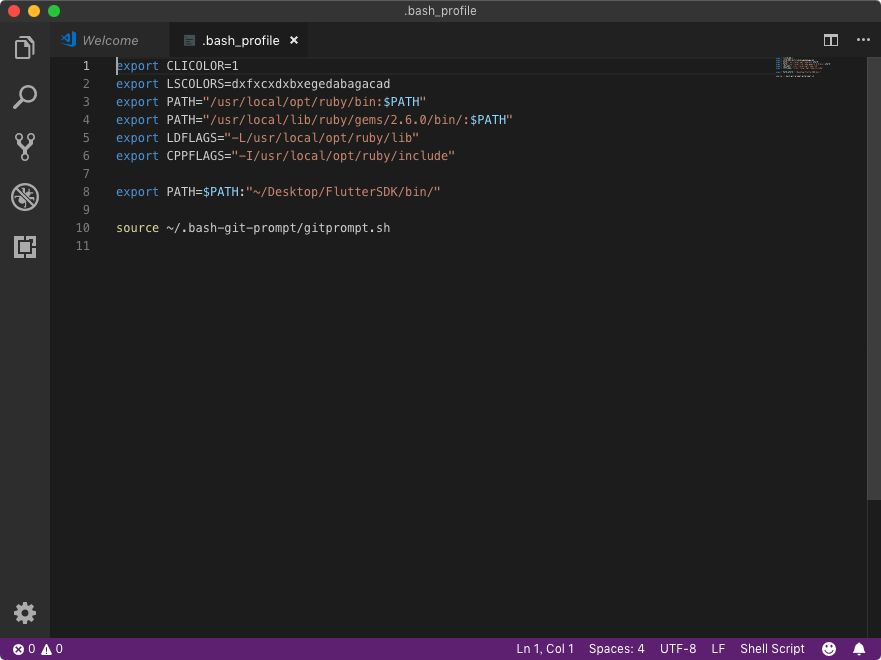 .bash_profile
Welcome
.bash_profile
1 export CLICOLOR=1
2 export LSCOLORS=dxfxcxdxbxegedabagacad
3 export PATH="/usr/local/opt/ruby/bin:$PATH"
4 export PATH="/usr/local/lib/ruby/gems/2.6.0/bin/:$PATH"
5 export LDFLAGS="-L/usr/local/opt/ruby/lib"
6 export CPPFLAGS="-I/usr/local/opt/ruby/include"
7
8 export PATH=$PATH:"~/Desktop/FlutterSDK/bin/"
9
10 source ~/.bash-git-prompt/gitprompt.sh
11
0 0 Ln 1, Col 1 Spaces: 4 UTF-8 LF Shell Script